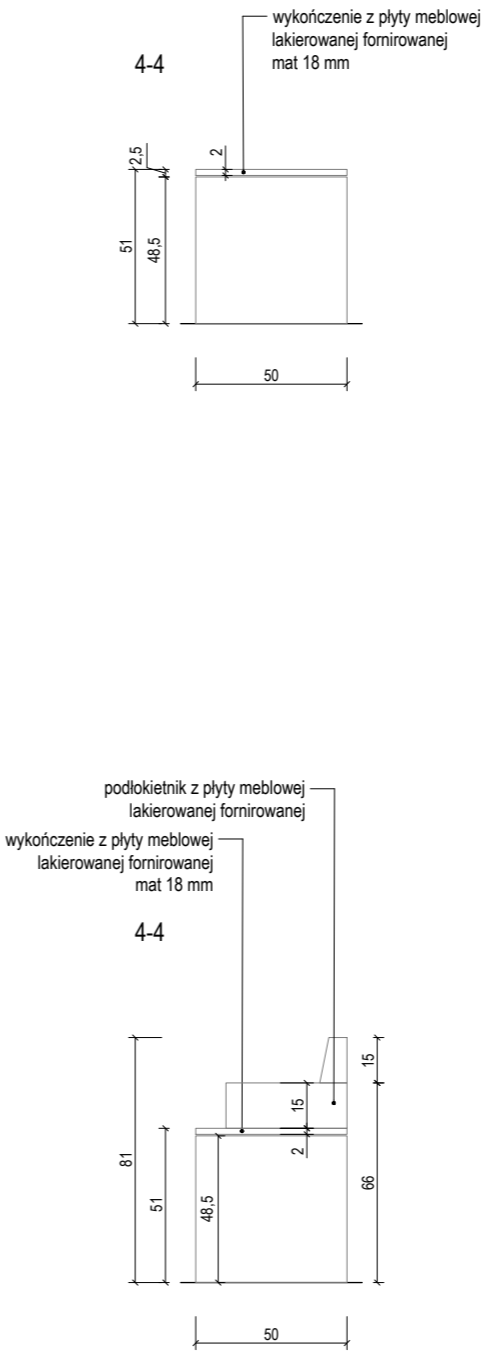 wykończenie z płyty meblowej
lakierowanej fornirowanej
mat 18 mm
4-4
2,5
2
51
48,5
50
podłokietnik z płyty meblowej
lakierowanej fornirowanej
wykończenie z płyty meblowej
lakierowanej fornirowanej
mat 18 mm
4-4
15
15
2
81
51
48,5
66
50